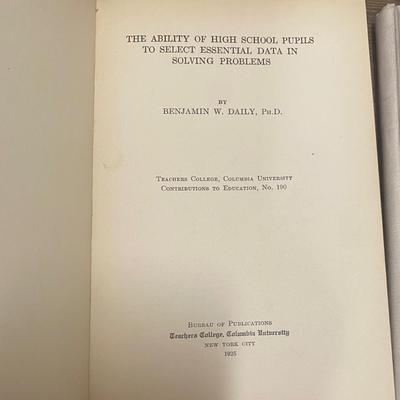 THE ABILITY OF HIGH SCHOOL PUPILS
TO SELECT ESSENTIAL DATA IN
SOLVING PROBLEMS
BY
BENJAMIN W. DAILY, PH.D.
TEACHERS COLLEGE, COLUMBIA UNIVERSITY
CONTRIBUTIONS TO EDUCATION, NO. 190
BUREAU OF PUBLICATIONS
Teachers College, Columbia University
NEW YORK CITY
1925